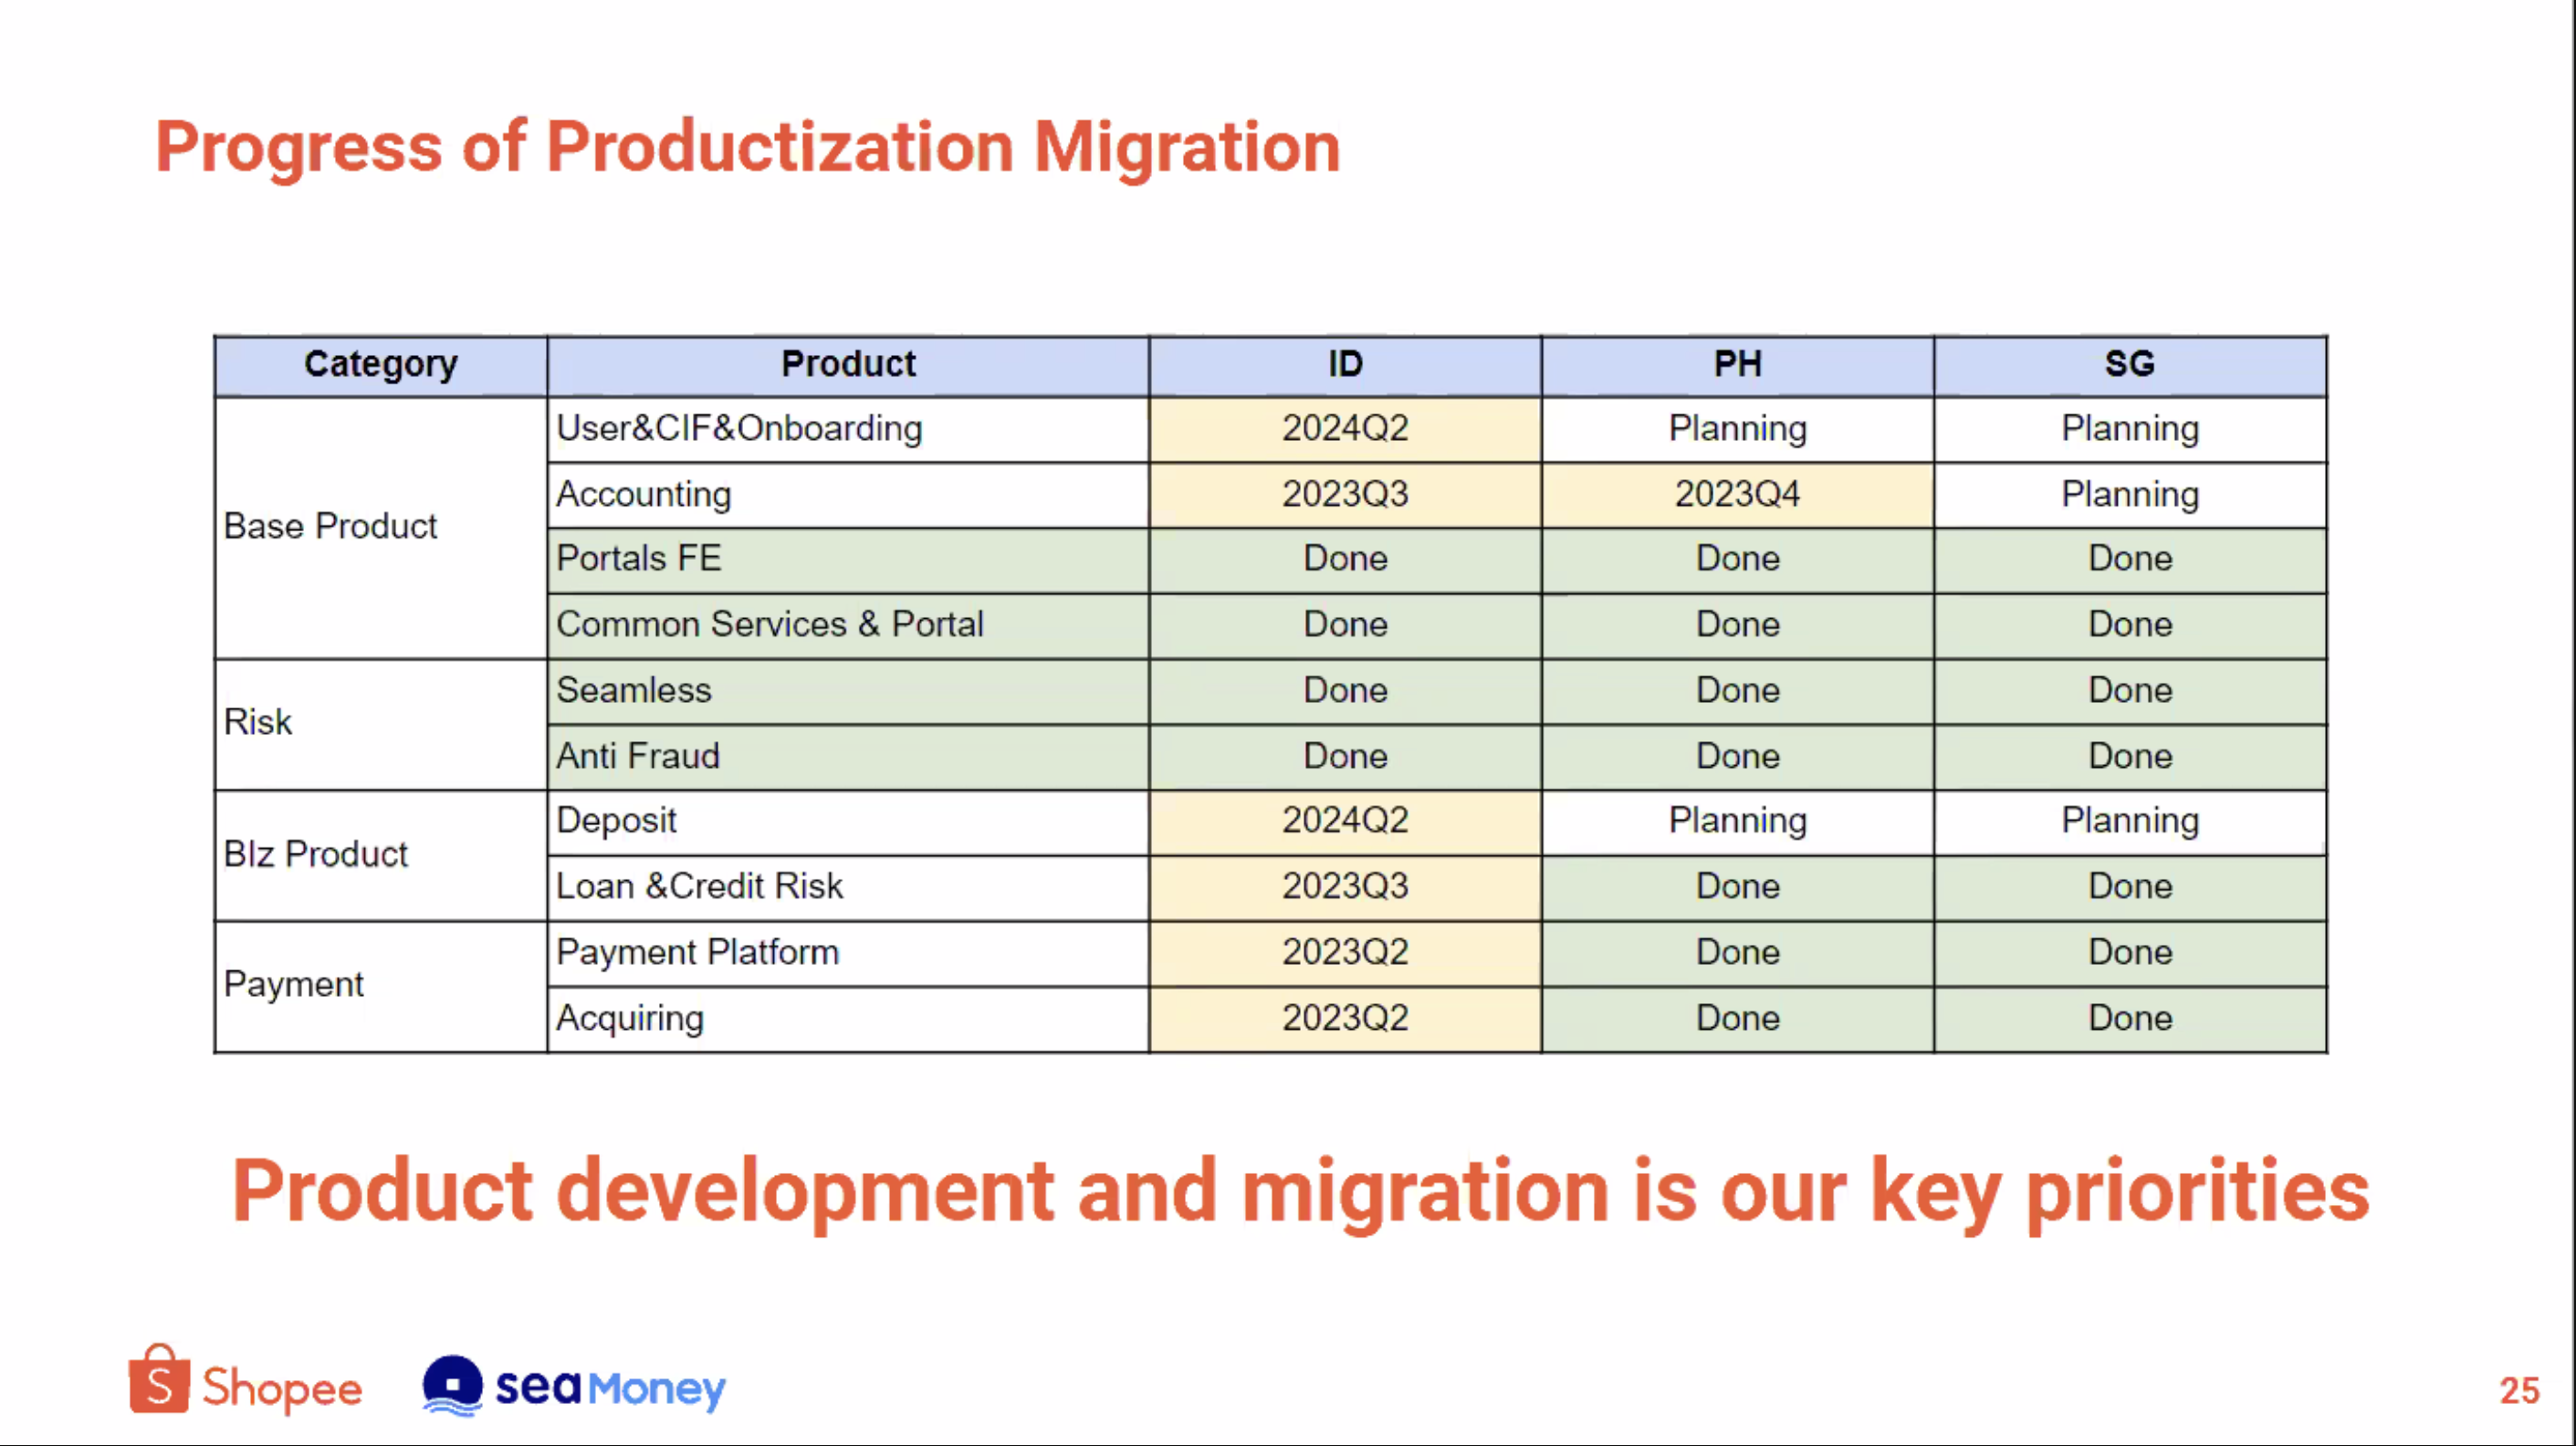 Progress of Productization Migration
Category Product ID PH SG
Base Product
User&CIF&Onboarding 2024Q2 Planning Planning
Accounting 2023Q3 2023Q4 Planning
Portals FE Done Done Done
Common Services & Portal Done Done Done
Risk
Seamless Done Done Done
Anti Fraud Done Done Done
BIz Product
Deposit 2024Q2 Planning Planning
Loan &Credit Risk 2023Q3 Done Done
Payment
Payment Platform 2023Q2 Done Done
Acquiring 2023Q2 Done Done
Product development and migration is our key priorities
S Shopee seaMoney 25